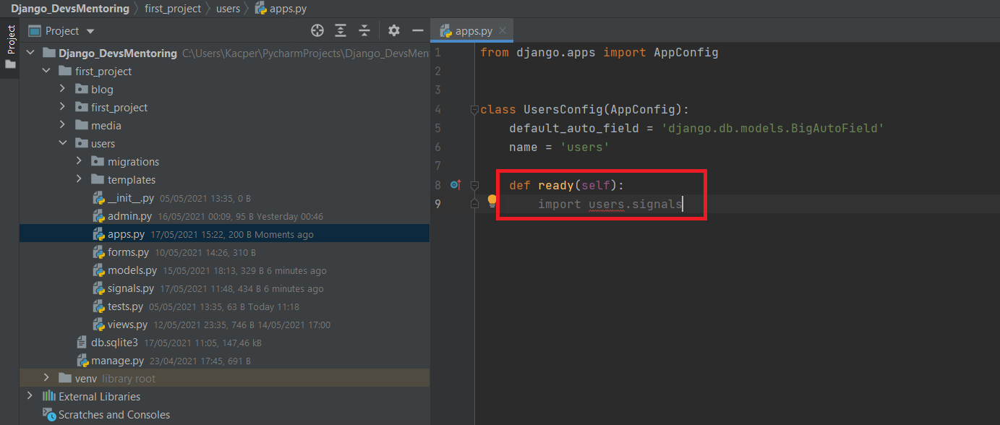 Django_DevsMentoring first_project users apps.py
Project
Project
apps.py
Django_DevsMentoring C:\Users\Kacper\PycharmProjects\Django_DevsMen
first_project
blog
first_project
media
users
migrations
templates
__init__.py 05/05/2021 13:35, 0 B
admin.py 16/05/2021 00:09, 95 B Yesterday 00:46
apps.py 17/05/2021 15:22, 200 B Moments ago
forms.py 10/05/2021 14:26, 310 B
models.py 15/05/2021 18:13, 329 B 6 minutes ago
signals.py 17/05/2021 11:48, 434 B 6 minutes ago
tests.py 05/05/2021 13:35, 63 B Today 11:18
views.py 12/05/2021 23:35, 746 B 14/05/2021 17:00
db.sqlite3 17/05/2021 11:05, 147,46 kB
manage.py 23/04/2021 17:45, 691 B
venv library root
External Libraries
Scratches and Consoles
1 from django.apps import AppConfig
2
3
4 class UsersConfig(AppConfig):
5 default_auto_field = 'django.db.models.BigAutoField'
6 name = 'users'
7
8 def ready(self):
9 import users.signals